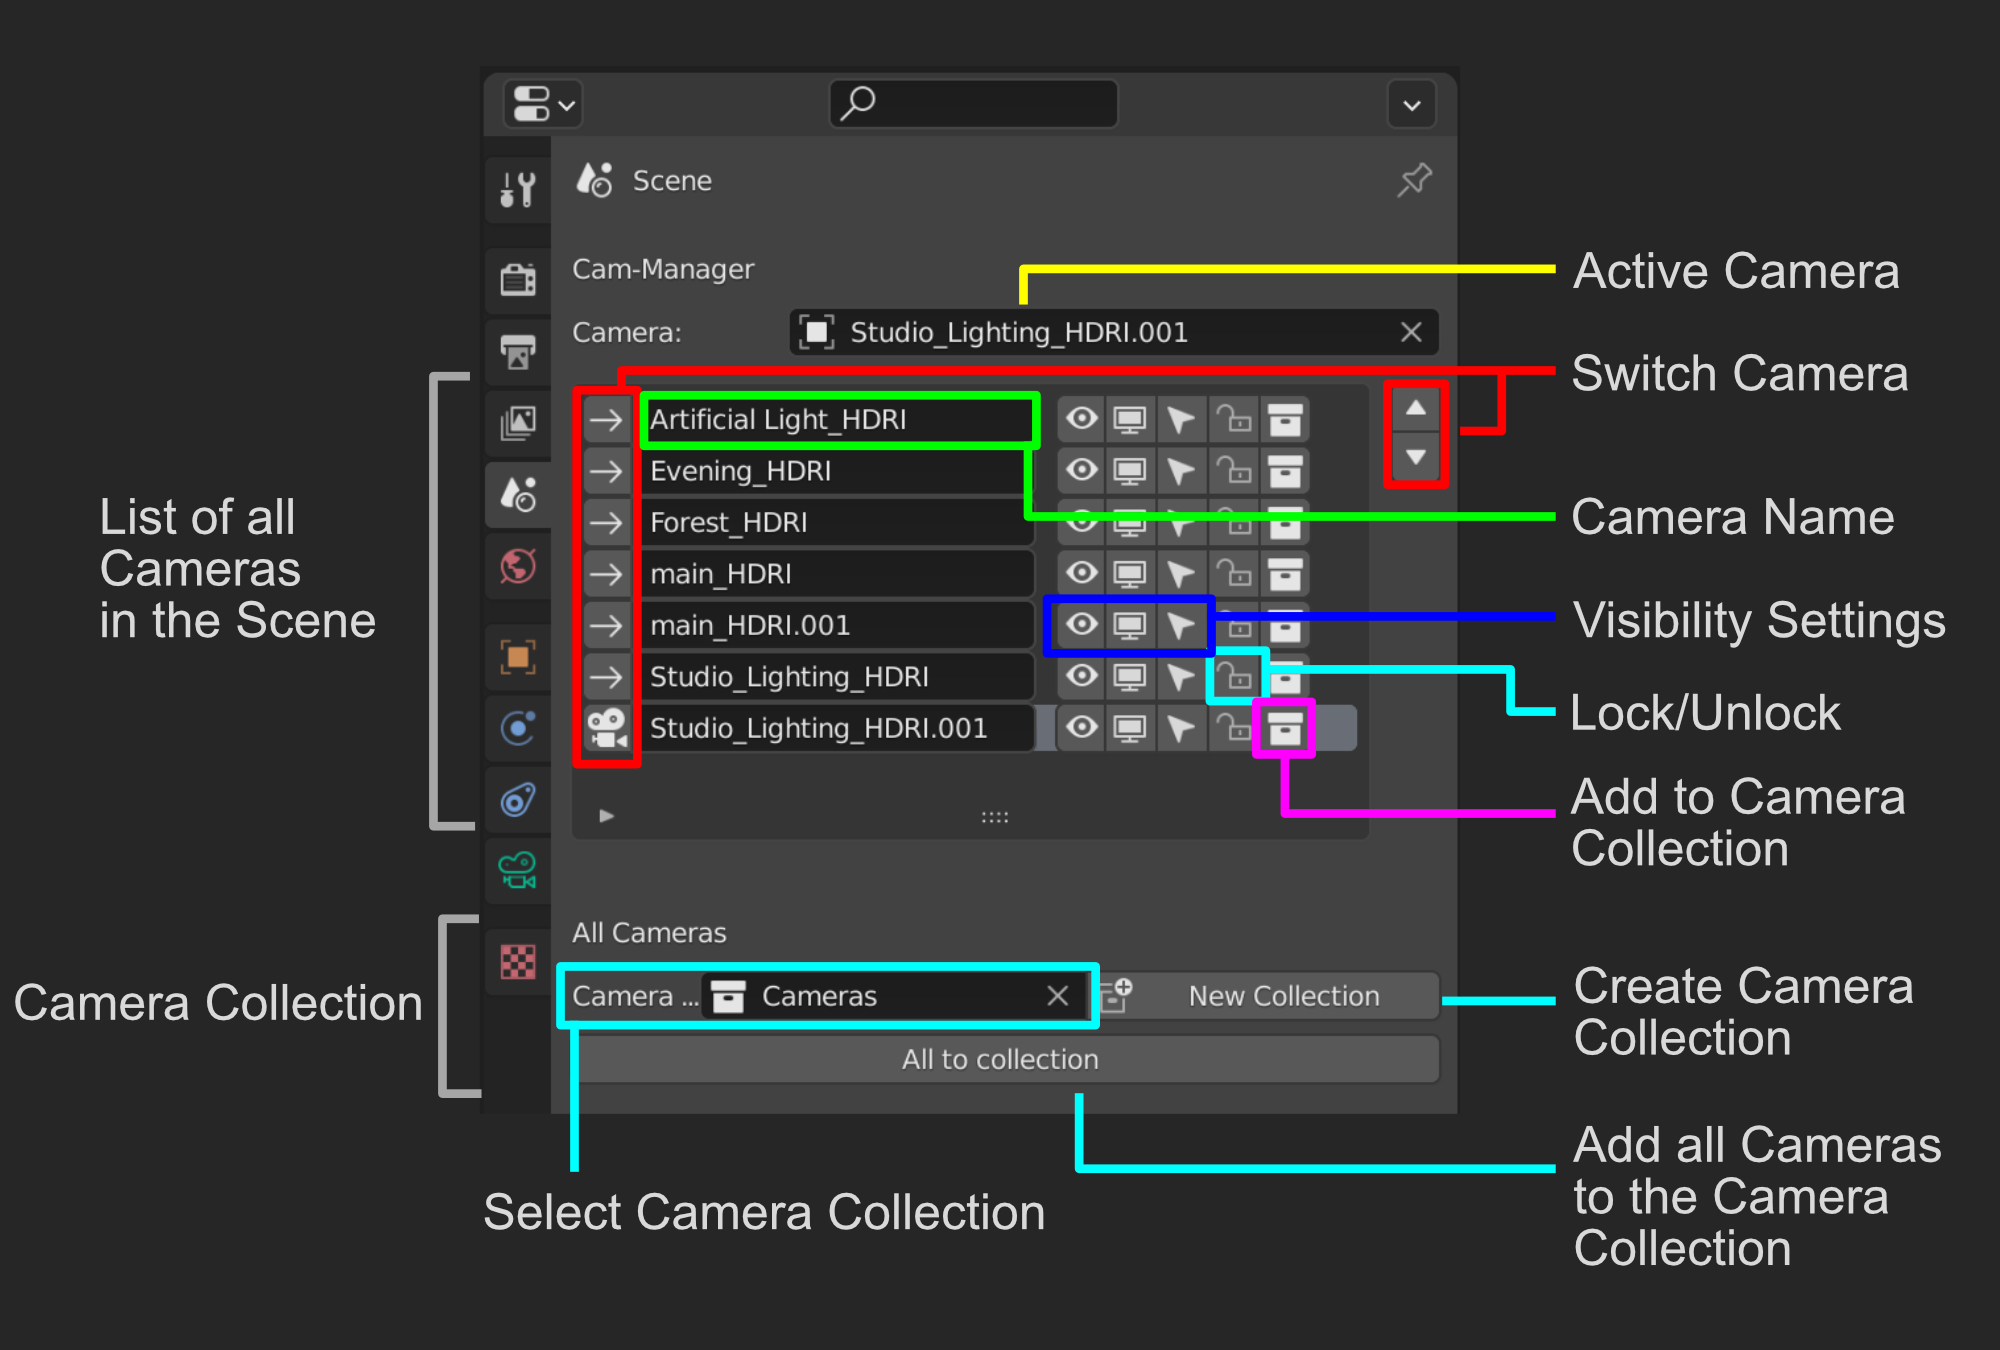 Scene
Cam-Manager
Active Camera
Camera: Studio_Lighting_HDRI.001
Switch Camera
Artificial Light_HDRI
Evening_HDRI
Forest_HDRI
Camera Name
main_HDRI
main_HDRI.001
Visibility Settings
Studio_Lighting_HDRI
Lock/Unlock
Studio_Lighting_HDRI.001
Add to Camera
Collection
List of all
Cameras
in the Scene
All Cameras
Camera Collection
Camera ... Cameras
New Collection
Create Camera
Collection
All to collection
Select Camera Collection
Add all Cameras
to the Camera
Collection